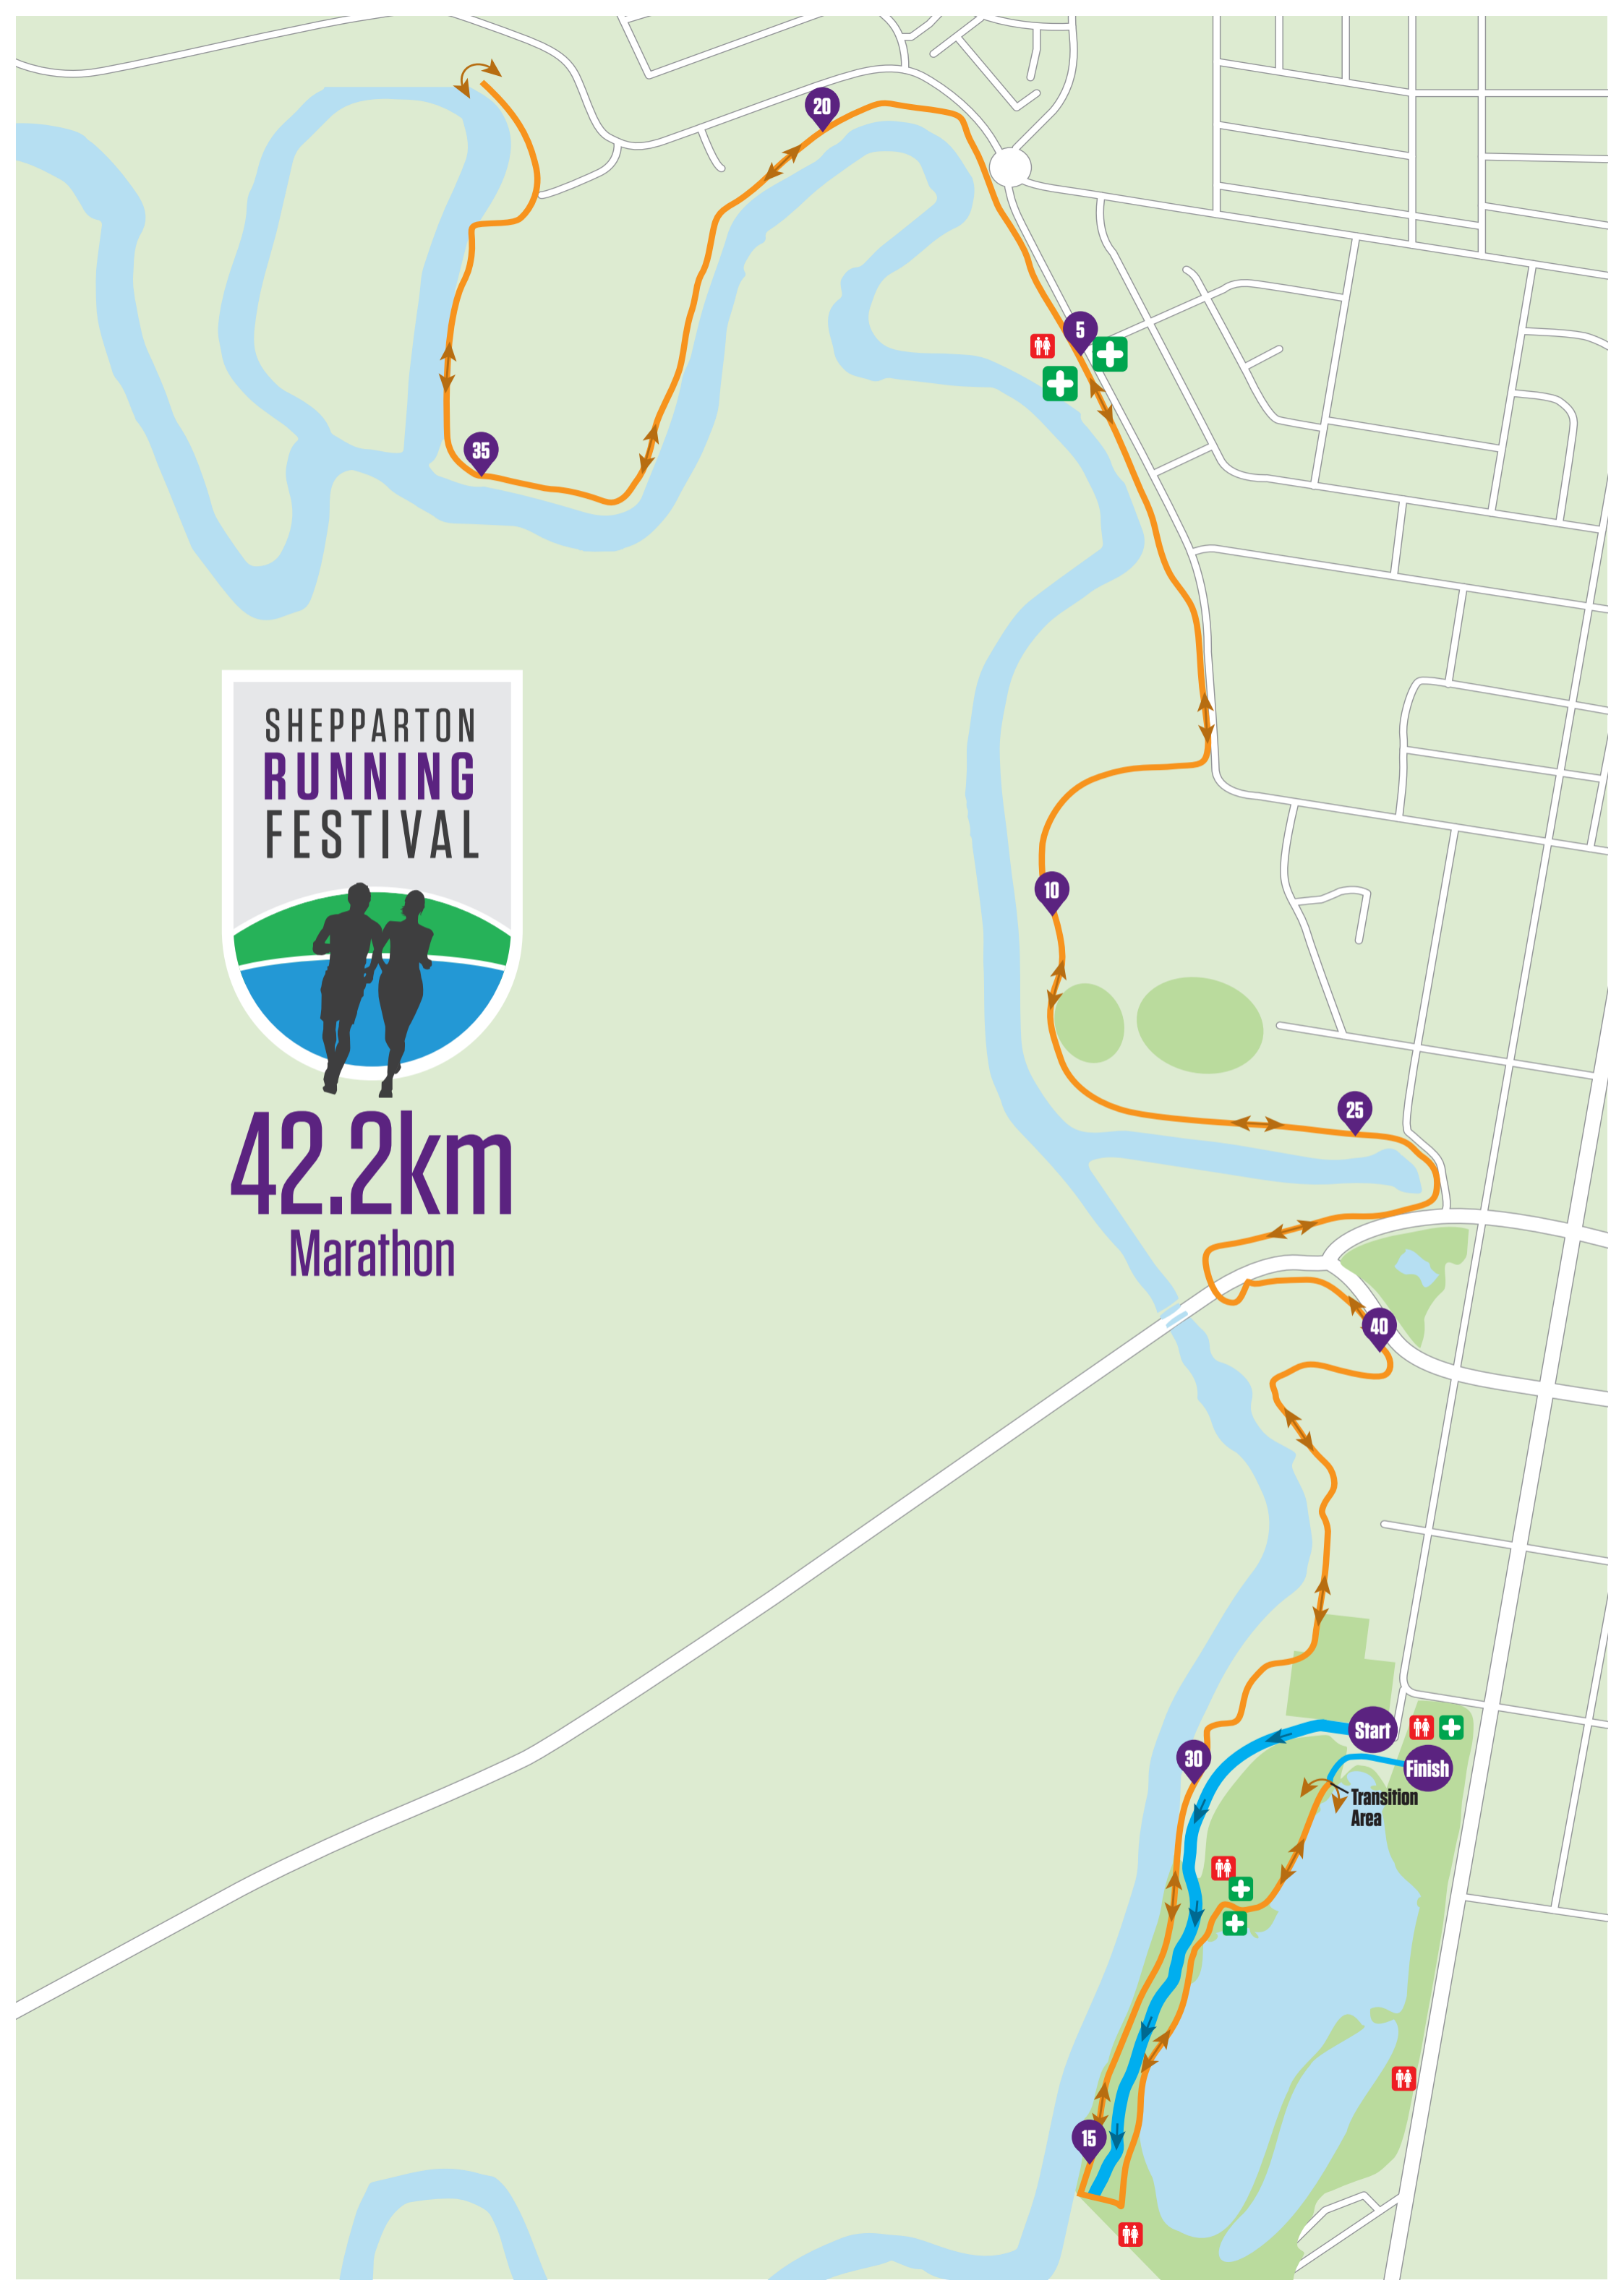 20
5
35
SHEPPARTON
RUNNING
FESTIVAL
10
42.2km
Marathon
25
40
Start
30
Finish
Transition
Area
15